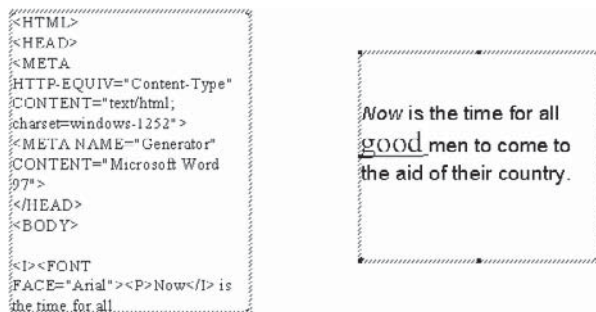 <HTML>
<HEAD>
<META
HTTP-EQUIV="Content-Type"
CONTENT="text/html;
charset=windows-1252">
<META NAME="Generator"
CONTENT="Microsoft Word
97">
</HEAD>
<BODY>
<I><FONT
FACE="Arial"><P>Now</I> is
the time for all
Now is the time for all
good men to come to
the aid of their country.